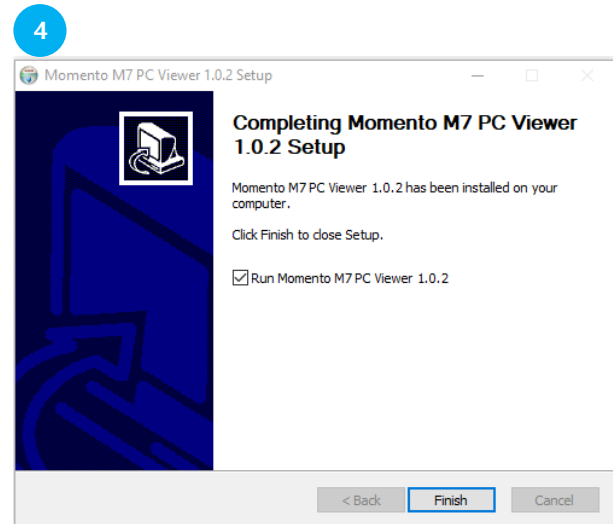 4
Momento M7 PC Viewer 1.0.2 Setup
Completing Momento M7 PC Viewer
1.0.2 Setup
Momento M7 PC Viewer 1.0.2 has been installed on your
computer.
Click Finish to close Setup.
Run Momento M7 PC Viewer 1.0.2
< Back Finish Cancel